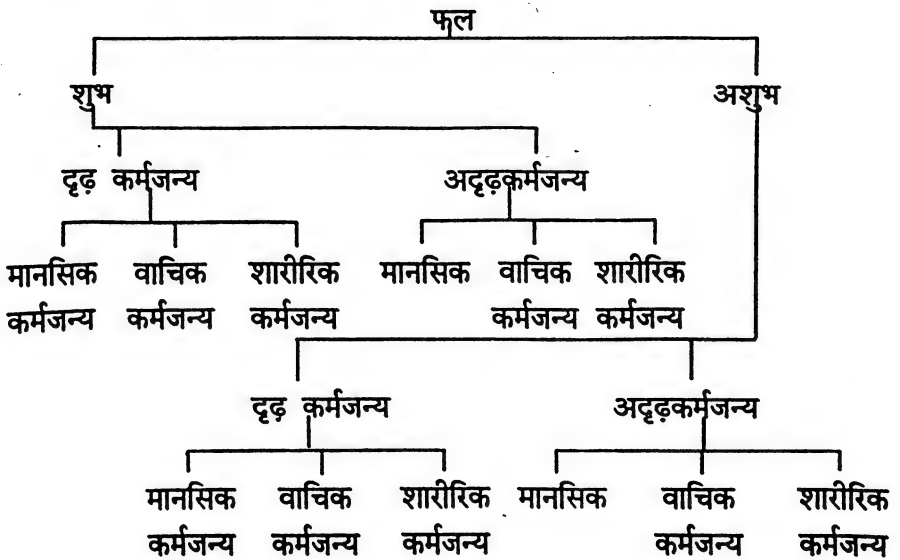 फल
शुभ अशुभ
दृढ़ कर्मजन्य अदृढ़कर्मजन्य
मानसिक वाचिक शारीरिक मानसिक वाचिक शारीरिक
कर्मजन्य कर्मजन्य कर्मजन्य कर्मजन्य कर्मजन्य
दृढ़ कर्मजन्य अदृढ़कर्मजन्य
मानसिक वाचिक शारीरिक मानसिक वाचिक शारीरिक
कर्मजन्य कर्मजन्य कर्मजन्य कर्मजन्य कर्मजन्य